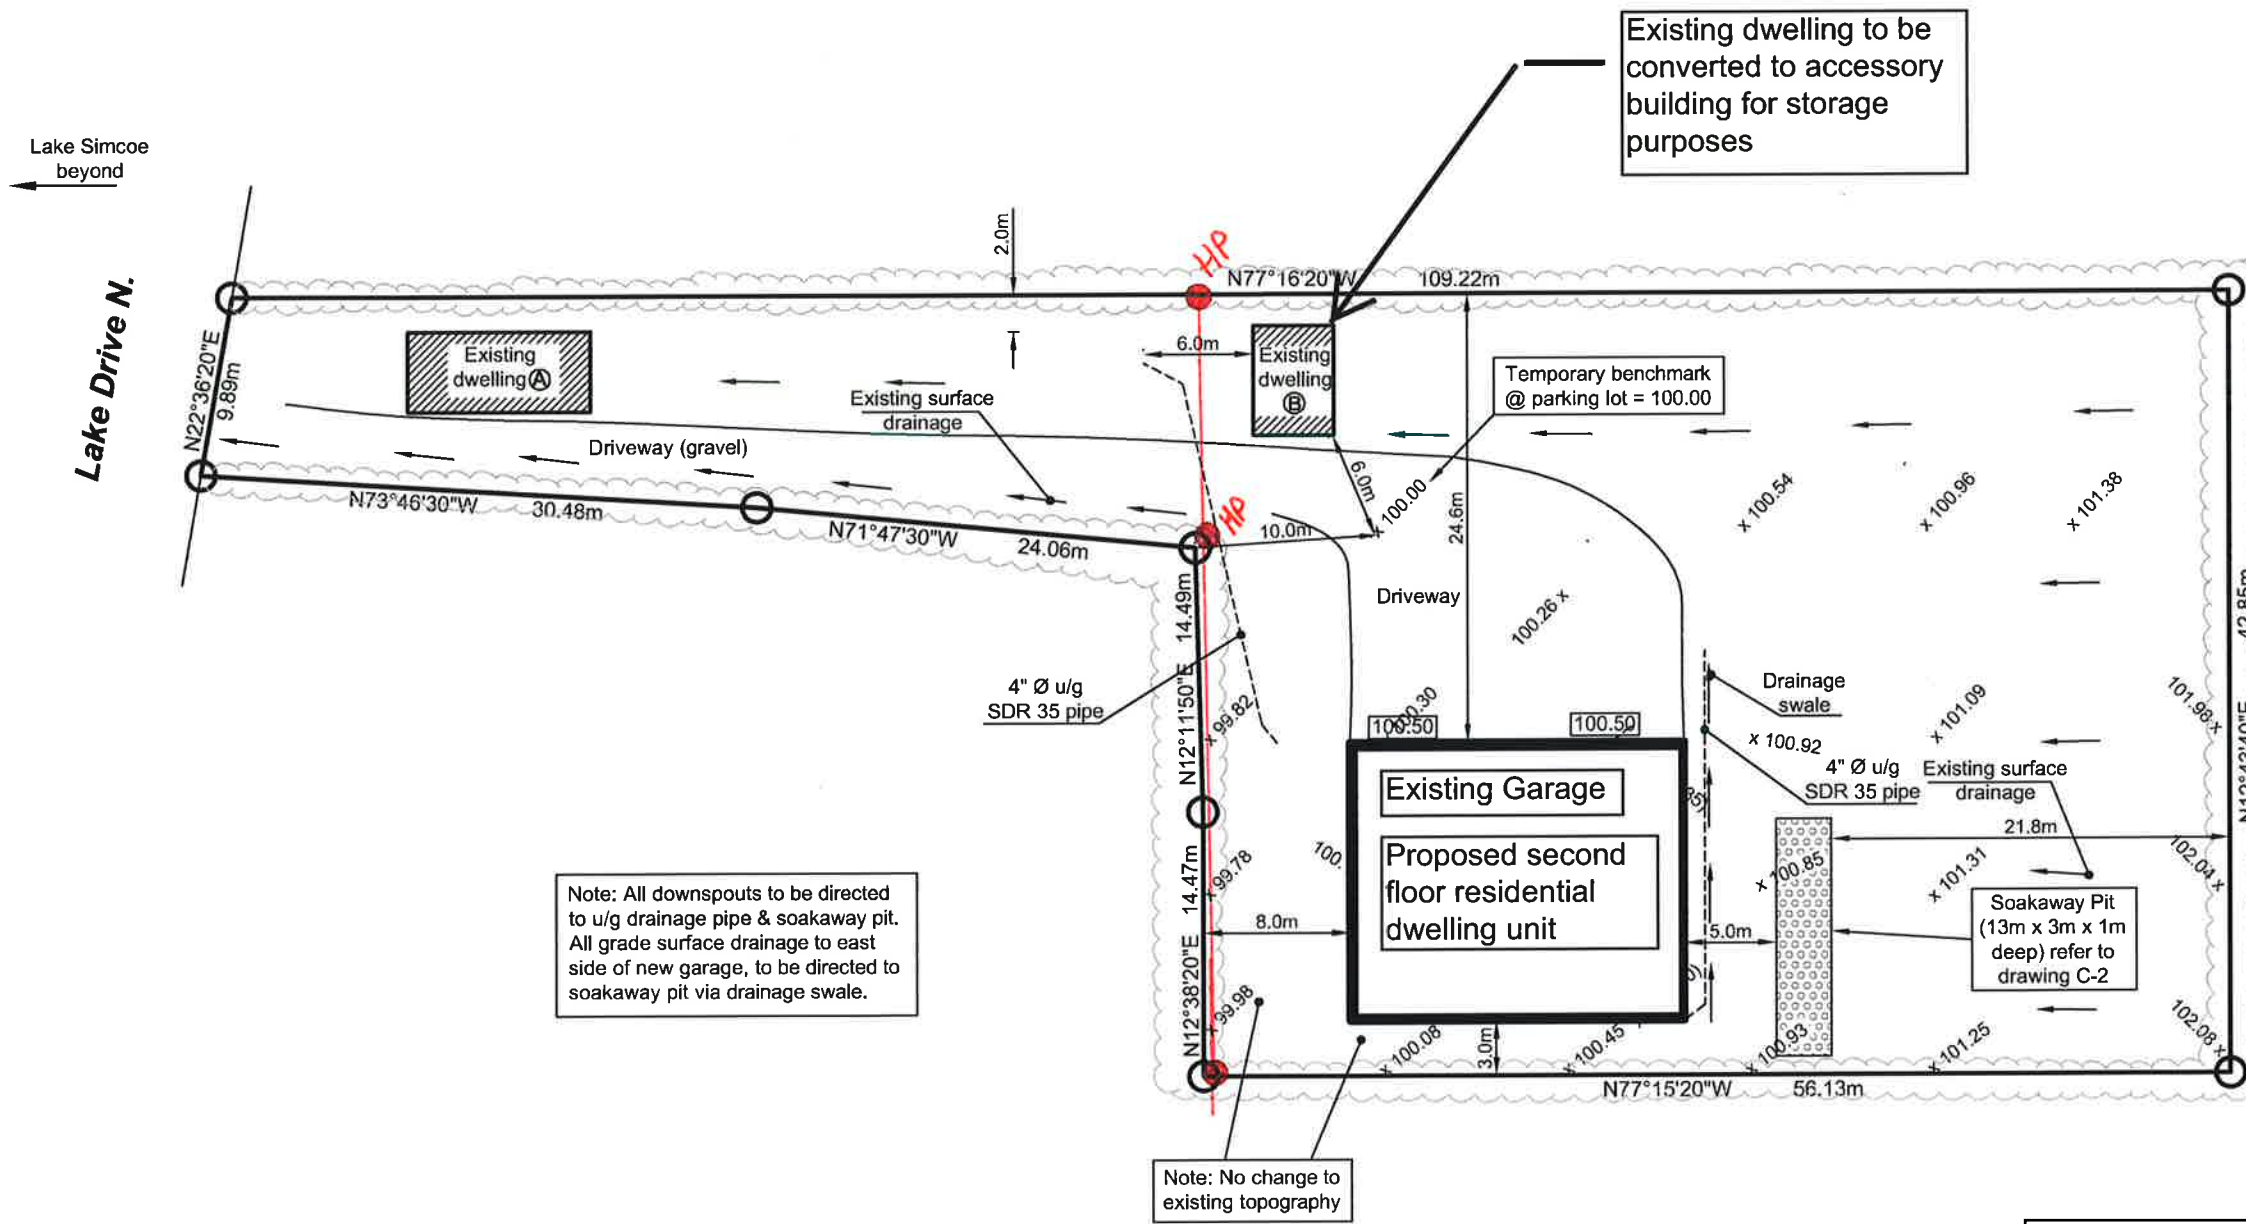 Existing dwelling to be
converted to accessory
building for storage
purposes
Lake Simcoe
beyond
Lake Drive N.
2.0m
HP
N77°16'20"W 109.22m
N22°36'20"E
9.89m
Existing
dwelling Ⓐ
6.0m
Existing
dwelling
Ⓑ
Temporary benchmark
@ parking lot = 100.00
Existing surface
drainage
Driveway (gravel)
N73°46'30"W 30.48m
N71°47'30"W 24.06m
HP
10.0m
6.0m
x 100.00
24.6m
x 100.54
x 100.96
x 101.38
42.85m
Driveway
100.26 x
N12°11'50"E 14.49m
4" Ø u/g
SDR 35 pipe
x 99.82
100.30
100.50
100.50
Drainage
swale
x 100.92
x 101.09
101.98 x
4" Ø u/g
SDR 35 pipe
Existing surface
drainage
Existing Garage
Proposed second
floor residential
dwelling unit
21.8m
100.
x 99.78
x 100.85
x 101.31
102.04 x
N12°38'20"E 14.47m
8.0m
5.0m
Soakaway Pit
(13m x 3m x 1m
deep) refer to
drawing C-2
Note: All downspouts to be directed
to u/g drainage pipe & soakaway pit.
All grade surface drainage to east
side of new garage, to be directed to
soakaway pit via drainage swale.
x 99.98
x 100.08
3.0m
x 100.45
x 100.93
x 101.25
102.08 x
N77°15'20"W 56.13m
Note: No change to
existing topography